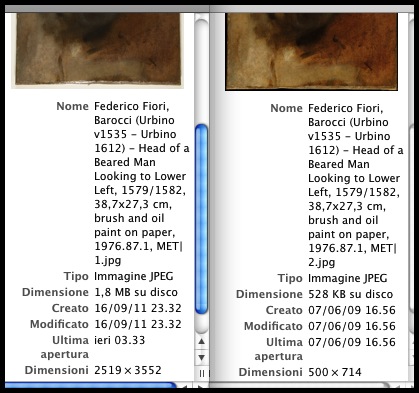 Nome Federico Fiori,
Barocci (Urbino
v1535 - Urbino
1612) - Head of a
Bearded Man
Looking to Lower
Left, 1579/1582,
38,7x27,3 cm,
brush and oil
paint on paper,
1976.87.1, MET|
1.jpg
Tipo Immagine JPEG
Dimensione 1,8 MB su disco
Creato 16/09/11 23.32
Modificato 16/09/11 23.32
Ultima apertura ieri 03.33
Dimensioni 2519 × 3552
Nome Federico Fiori,
Barocci (Urbino
v1535 - Urbino
1612) - Head of a
Bearded Man
Looking to Lower
Left, 1579/1582,
38,7x27,3 cm,
brush and oil
paint on paper,
1976.87.1, MET|
2.jpg
Tipo Immagine JPEG
Dimensione 528 KB su disco
Creato 07/06/09 16.56
Modificato 07/06/09 16.56
Ultima apertura 07/06/09 16.56
Dimensioni 500 × 714